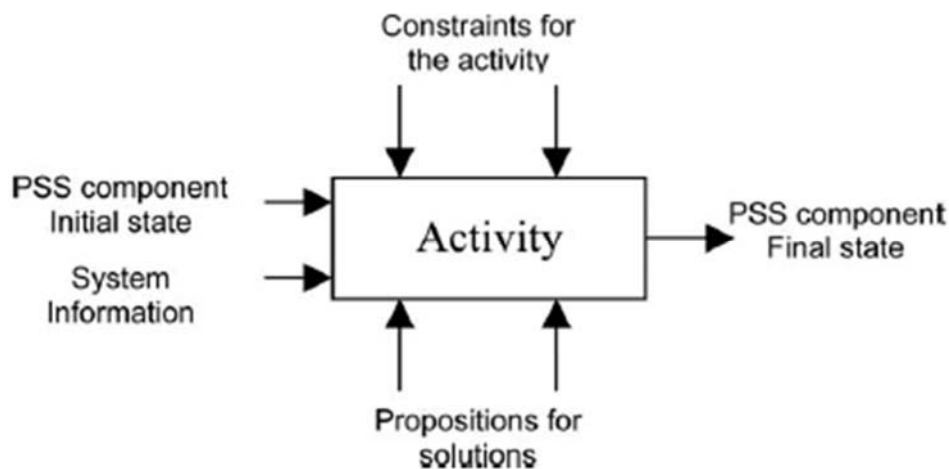 Constraints for
the activity
PSS component
Initial state
System
Information
Activity
PSS component
Final state
Propositions for
solutions